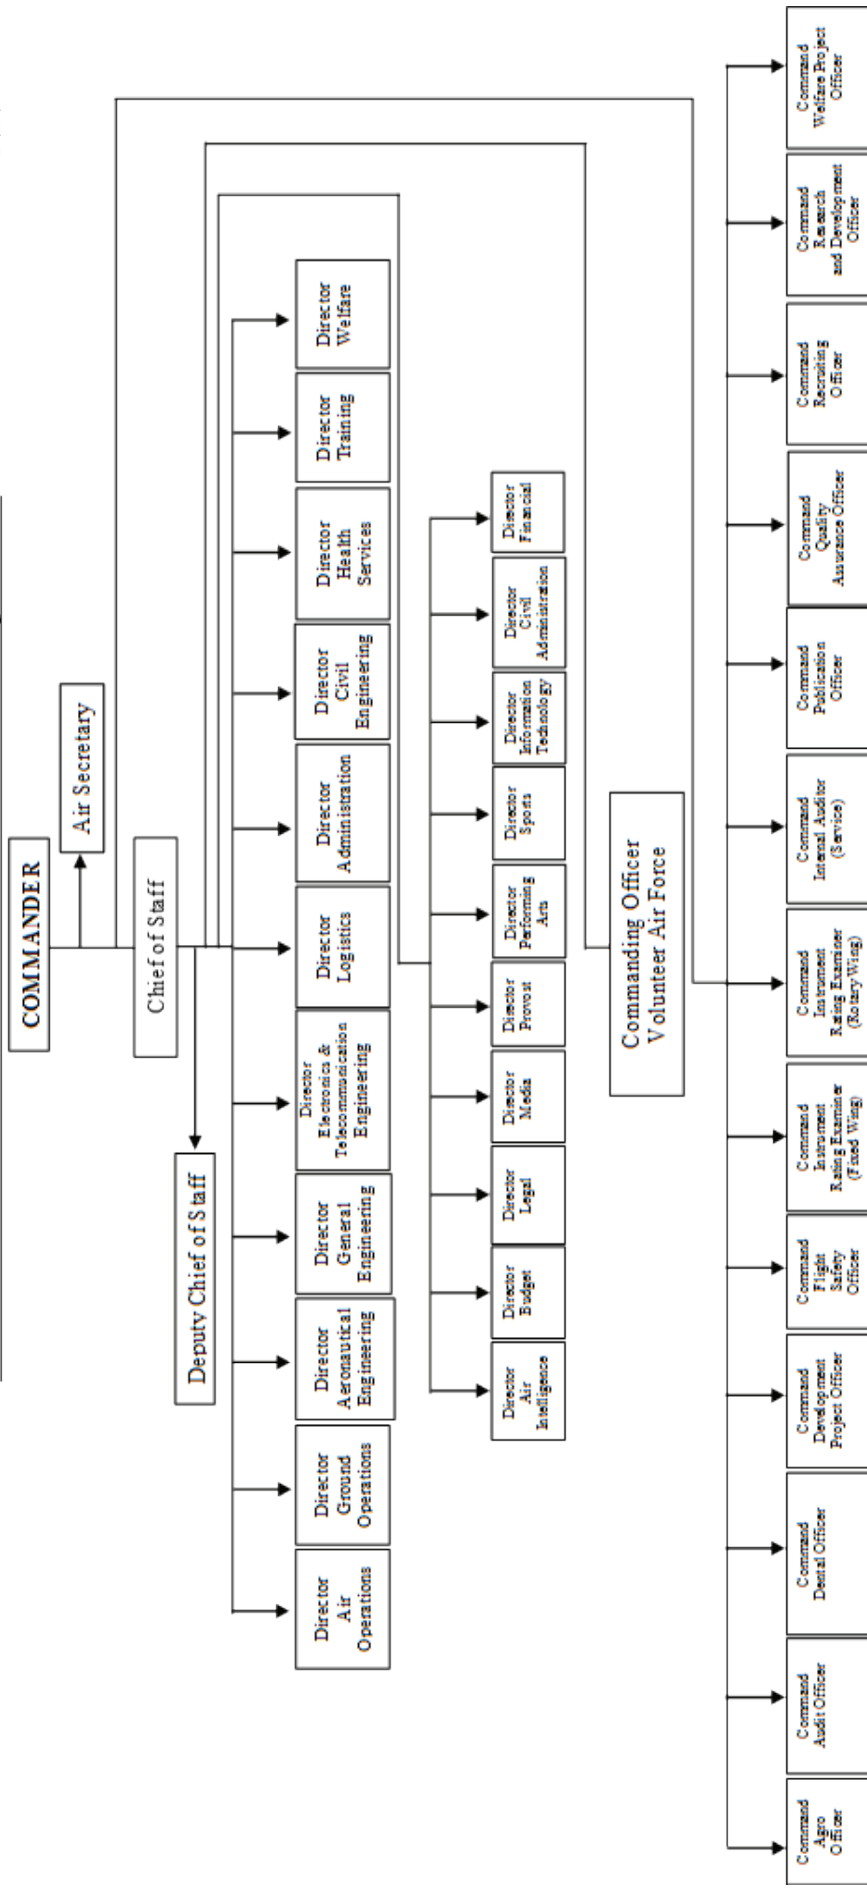 COMMANDER
Air Secretary
Chief of Staff
Deputy Chief of Staff
Director
Air
Operations
Director
Ground
Operations
Director
Aeronautical
Engineering
Director
General
Engineering
Director
Electronics &
Telecommunication
Engineering
Director
Logistics
Director
Administration
Director
Civil
Engineering
Director
Health
Services
Director
Training
Director
Welfare
Director
Air
Intelligence
Director
Budget
Director
Legal
Director
Media
Director
Provost
Director
Performing
Arts
Director
Sports
Director
Information
Technology
Director
Civil
Administration
Director
Financial
Commanding Officer
Volunteer Air Force
Command
Agro
Officer
Command
Audit Officer
Command
Dental Officer
Command
Development
Project Officer
Command
Flight
Safety
Officer
Command
Instrument
Rating Examiner
(Fixed Wing)
Command
Instrument
Rating Examiner
(Rotary Wing)
Command
Internal Auditor
(Service)
Command
Publication
Officer
Command
Quality
Assurance Officer
Command
Recruiting
Officer
Command
Research
and Development
Officer
Command
Welfare Project
Officer